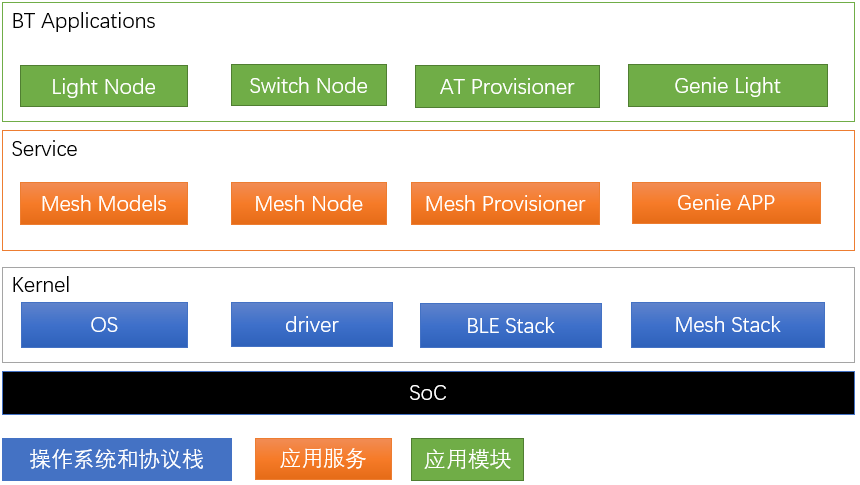 BT Applications
Light Node
Switch Node
AT Provisioner
Genie Light
Service
Mesh Models
Mesh Node
Mesh Provisioner
Genie APP
Kernel
OS
driver
BLE Stack
Mesh Stack
SoC
操作系统和协议栈
应用服务
应用模块